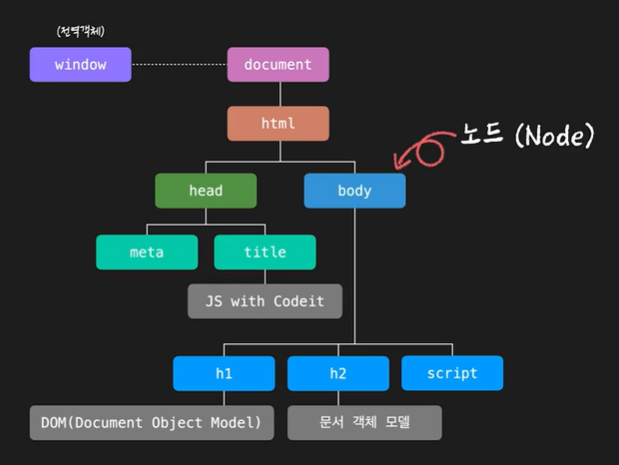 (전역객체)
window
document
html
노드 (Node)
head
body
meta
title
JS with Codeit
h1
h2
script
DOM(Document Object Model)
문서 객체 모델